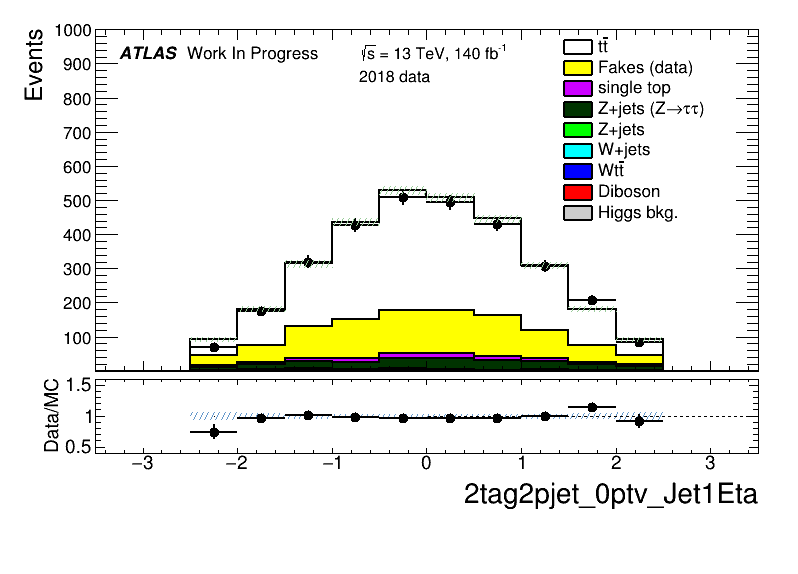 1000
900
800
700
600
500
400
300
200
100
Events
ATLAS Work In Progress
√s = 13 TeV, 140 fb⁻¹
2018 data
tt̄
Fakes (data)
single top
Z+jets (Z→ττ)
Z+jets
W+jets
Wtt̄
Diboson
Higgs bkg.
1.5
1
0.5
Data/MC
−3 −2 −1 0 1 2 3
2tag2pjet_0ptv_Jet1Eta